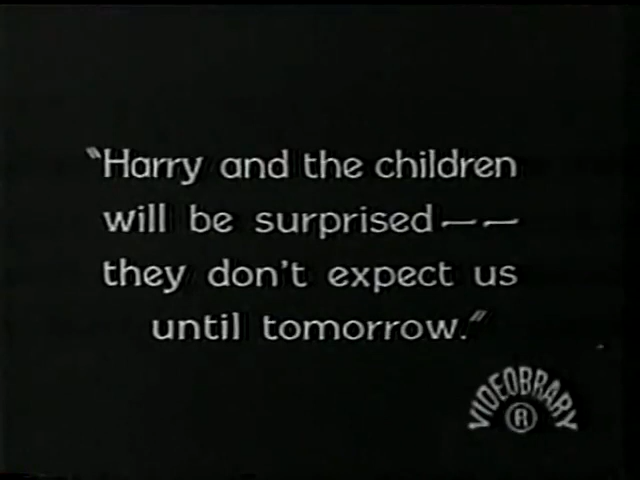 "Harry and the children
will be surprised——
they don't expect us
until tomorrow."
VIDEOBRARY
®